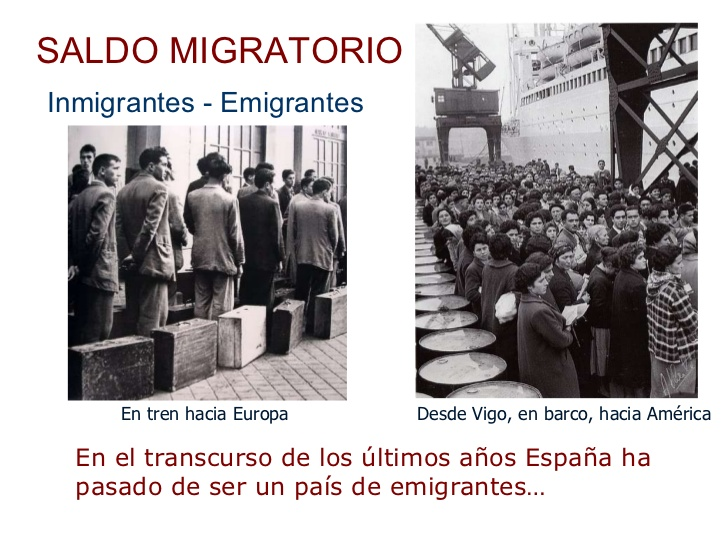 SALDO MIGRATORIO
Inmigrantes - Emigrantes
En tren hacia Europa
Desde Vigo, en barco, hacia América
En el transcurso de los últimos años España ha
pasado de ser un país de emigrantes…